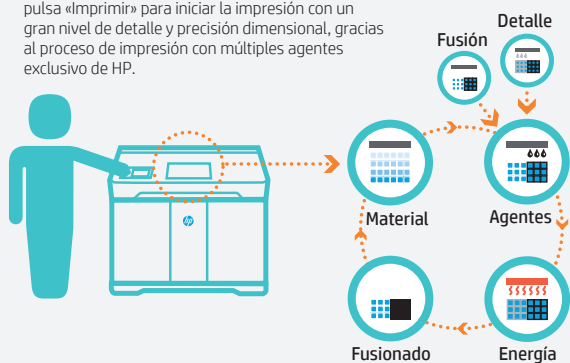 pulsa «Imprimir» para iniciar la impresión con un
gran nivel de detalle y precisión dimensional, gracias
al proceso de impresión con múltiples agentes
exclusivo de HP.
Detalle
Fusión
hp
Material
Agentes
Fusionado
Energía